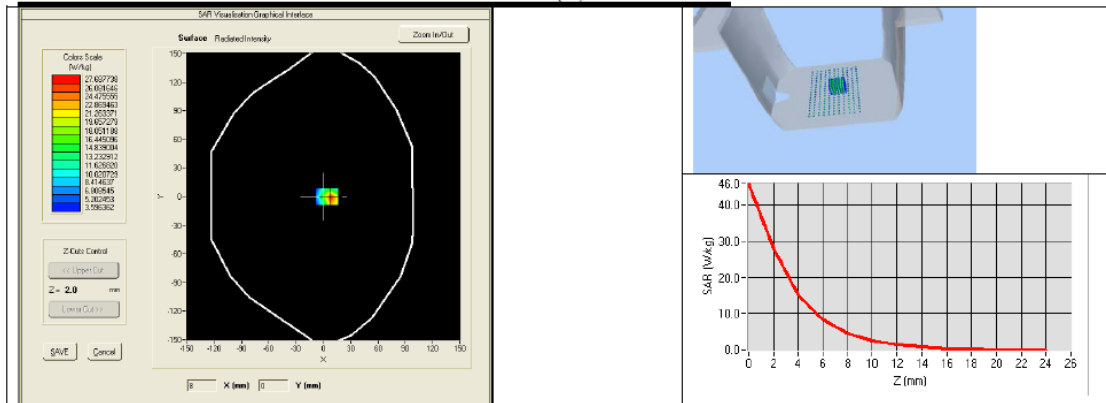 SAR Visualisation Graphical Interface
Surface Radiated Intensity
Zoom In/Out
Colors Scale
(W/kg)
27.687738
26.081646
24.475555
22.869463
21.263371
19.657279
18.051188
16.445096
14.839004
13.232912
11.626820
10.020729
8.414637
6.808545
5.202453
3.596362
Z-Cuts Control
<< Upper Cut
Z = 2.0 mm
Lower Cut >>
SAVE Cancel
150-
120-
90-
60-
30-
Y 0-
-30-
-60-
-90-
-120-
-150-
-150 -120 -90 -60 -30 0 30 60 90 120 150
X
8 X (mm) 0 Y (mm)
46.0-
40.0-
30.0-
20.0-
10.0-
0.0-
SAR (W/kg)
0 2 4 6 8 10 12 14 16 18 20 22 24 26
Z (mm)